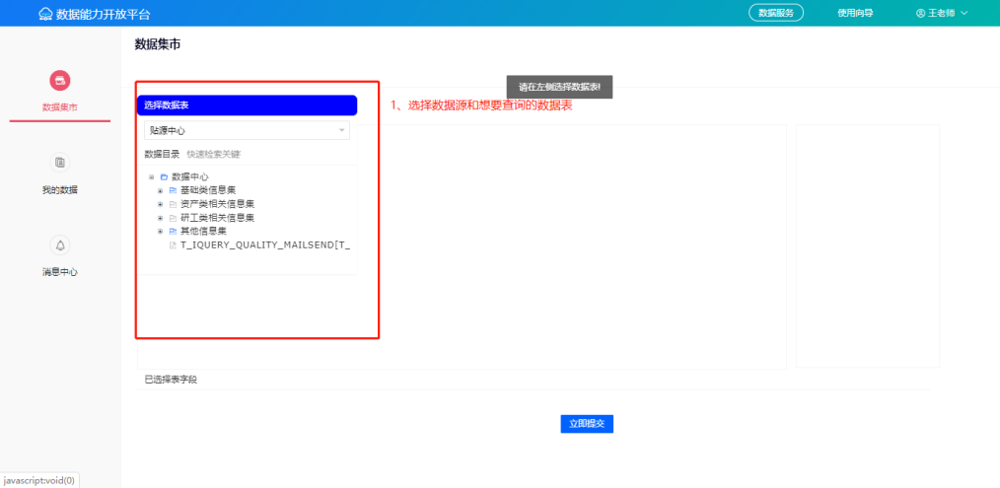 数据能力开放平台
数据服务
使用向导
王老师
数据集市
数据集市
我的数据
消息中心
请在左侧选择数据表!
1、选择数据源和想要查询的数据表
选择数据表
贴源中心
数据目录 快速检索关键
数据中心
基础类信息集
资产类相关信息集
研工类相关信息集
其他信息集
T_IQUERY_QUALITY_MAILSEND[T_
已选择表字段
立即提交
javascript:void(0)